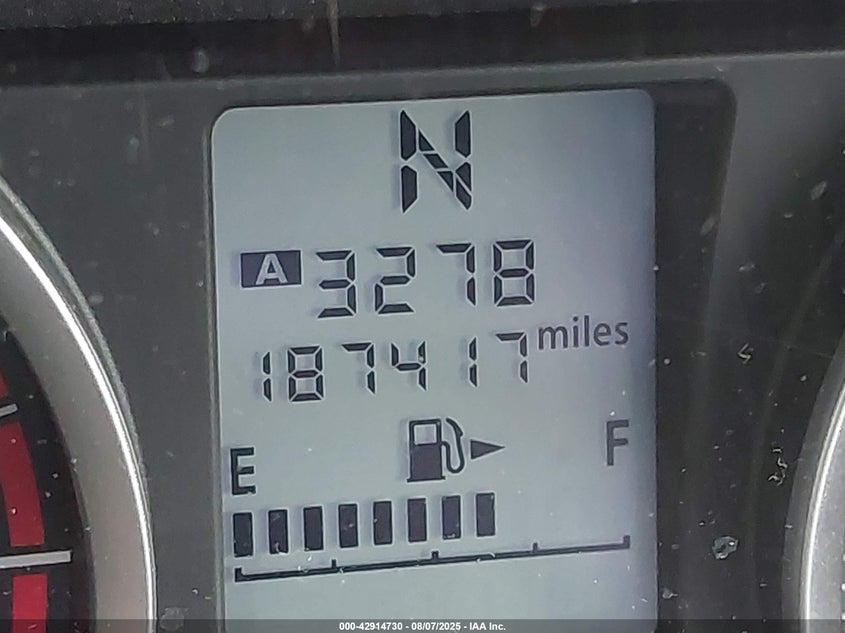 N
A 3278
187417 miles
E F
000-42914730 - 08/07/2025 - IAA Inc.